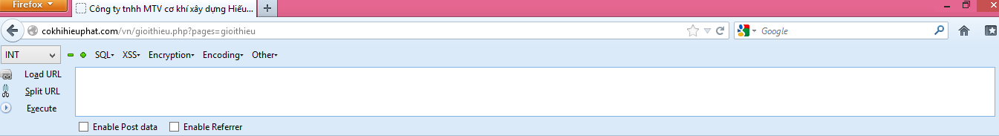 Firefox
Công ty tnhh MTV cơ khí xây dựng Hiếu...
cokhihieuphat.com/vn/gioithieu.php?pages=gioithieu
Google
INT SQL XSS Encryption Encoding Other
Load URL
Split URL
Execute
Enable Post data Enable Referrer